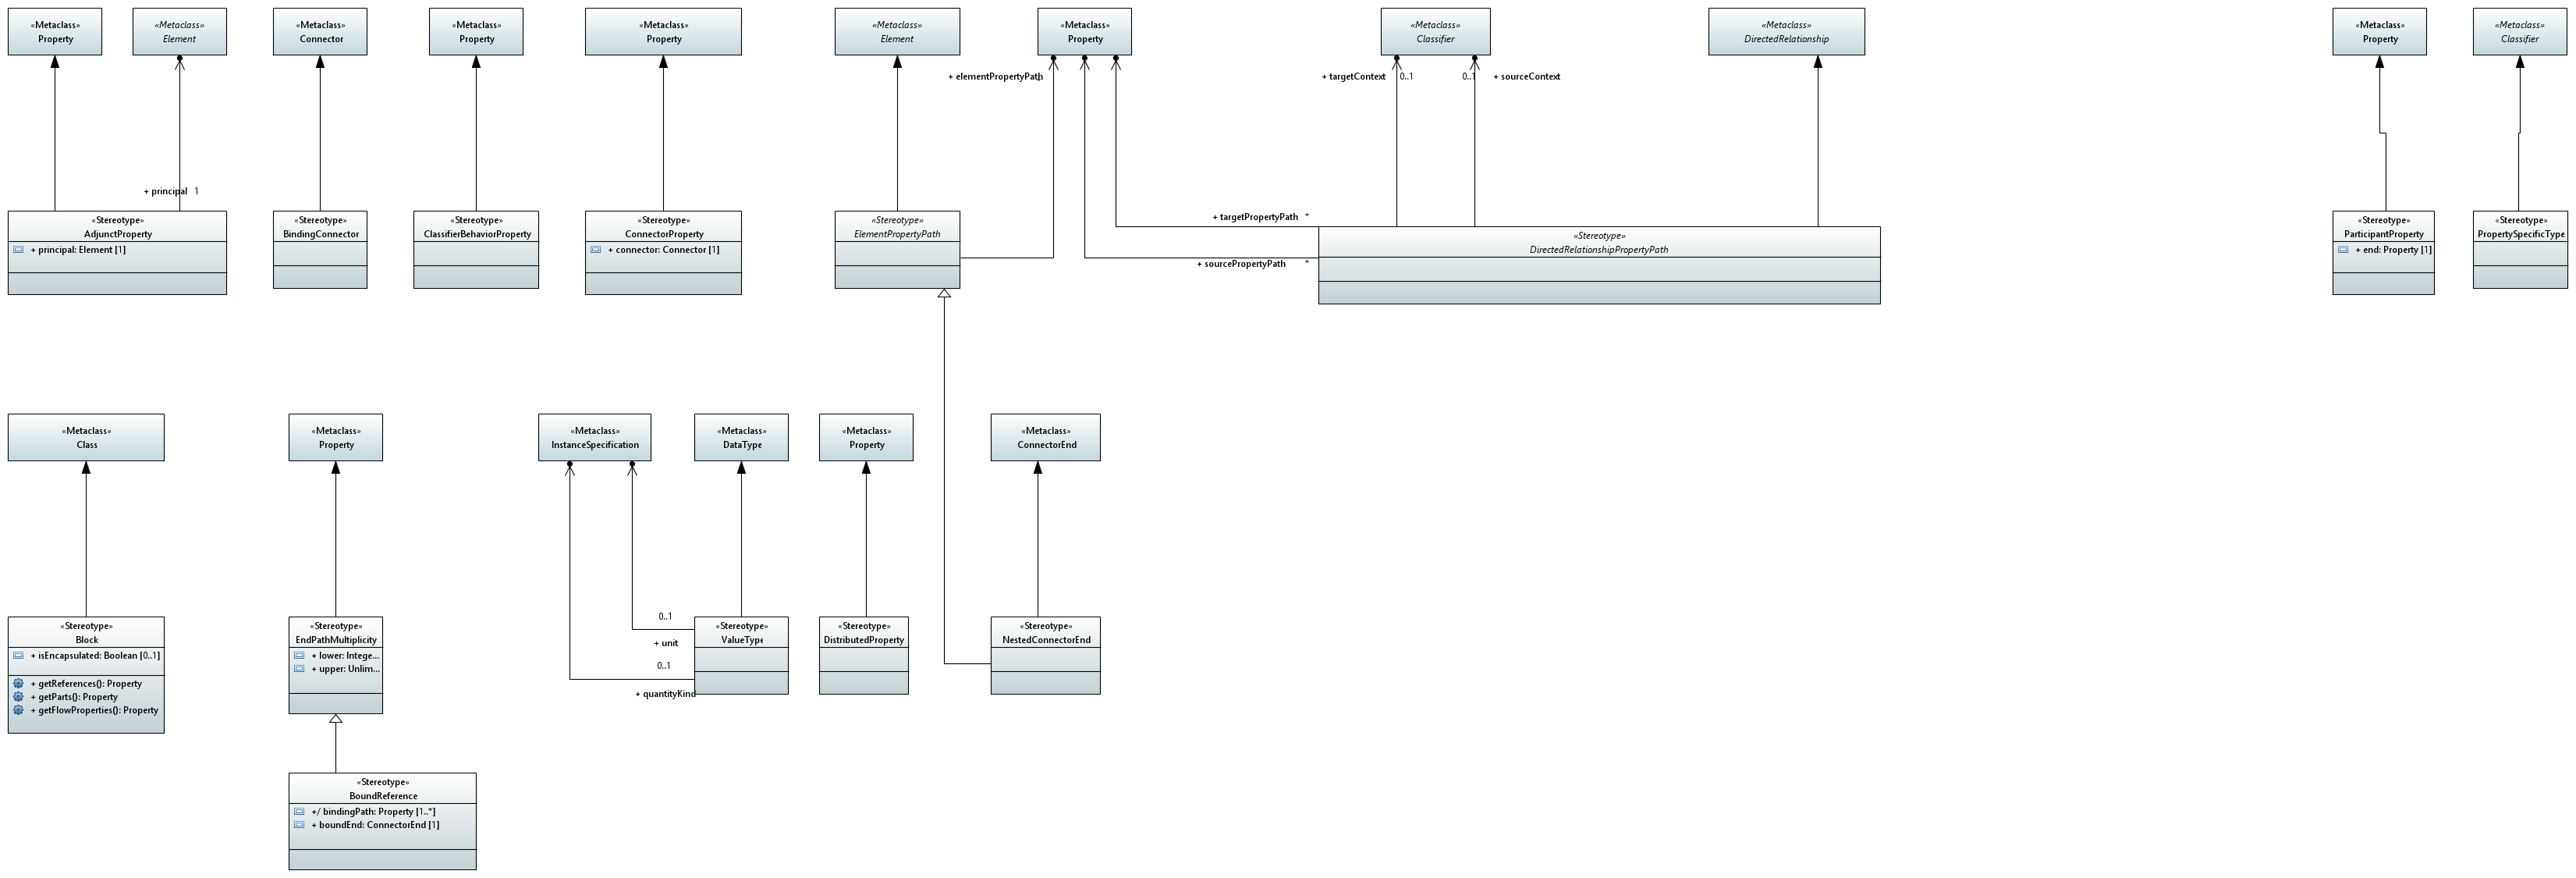 «Metaclass»
Property
«Metaclass»
Element
«Metaclass»
Connector
«Metaclass»
Property
«Metaclass»
Property
«Metaclass»
Element
«Metaclass»
Property
«Metaclass»
Classifier
«Metaclass»
DirectedRelationship
«Metaclass»
Property
«Metaclass»
Classifier
+ elementPropertyPath
+ targetContext 0..1
0..1 + sourceContext
+ principal 1
+ targetPropertyPath *
+ sourcePropertyPath *
«Stereotype»
AdjunctProperty
+ principal: Element [1]
«Stereotype»
BindingConnector
«Stereotype»
ClassifierBehaviorProperty
«Stereotype»
ConnectorProperty
+ connector: Connector [1]
«Stereotype»
ElementPropertyPath
«Stereotype»
DirectedRelationshipPropertyPath
«Stereotype»
ParticipantProperty
+ end: Property [1]
«Stereotype»
PropertySpecificType
«Metaclass»
Class
«Metaclass»
Property
«Metaclass»
InstanceSpecification
«Metaclass»
DataType
«Metaclass»
Property
«Metaclass»
ConnectorEnd
«Stereotype»
Block
+ isEncapsulated: Boolean [0..1]
+ getReferences(): Property
+ getParts(): Property
+ getFlowProperties(): Property
«Stereotype»
EndPathMultiplicity
+ lower: Intege...
+ upper: Unlim...
0..1
+ unit
0..1
+ quantityKind
«Stereotype»
ValueType
«Stereotype»
DistributedProperty
«Stereotype»
NestedConnectorEnd
«Stereotype»
BoundReference
+/ bindingPath: Property [1..*]
+ boundEnd: ConnectorEnd [1]